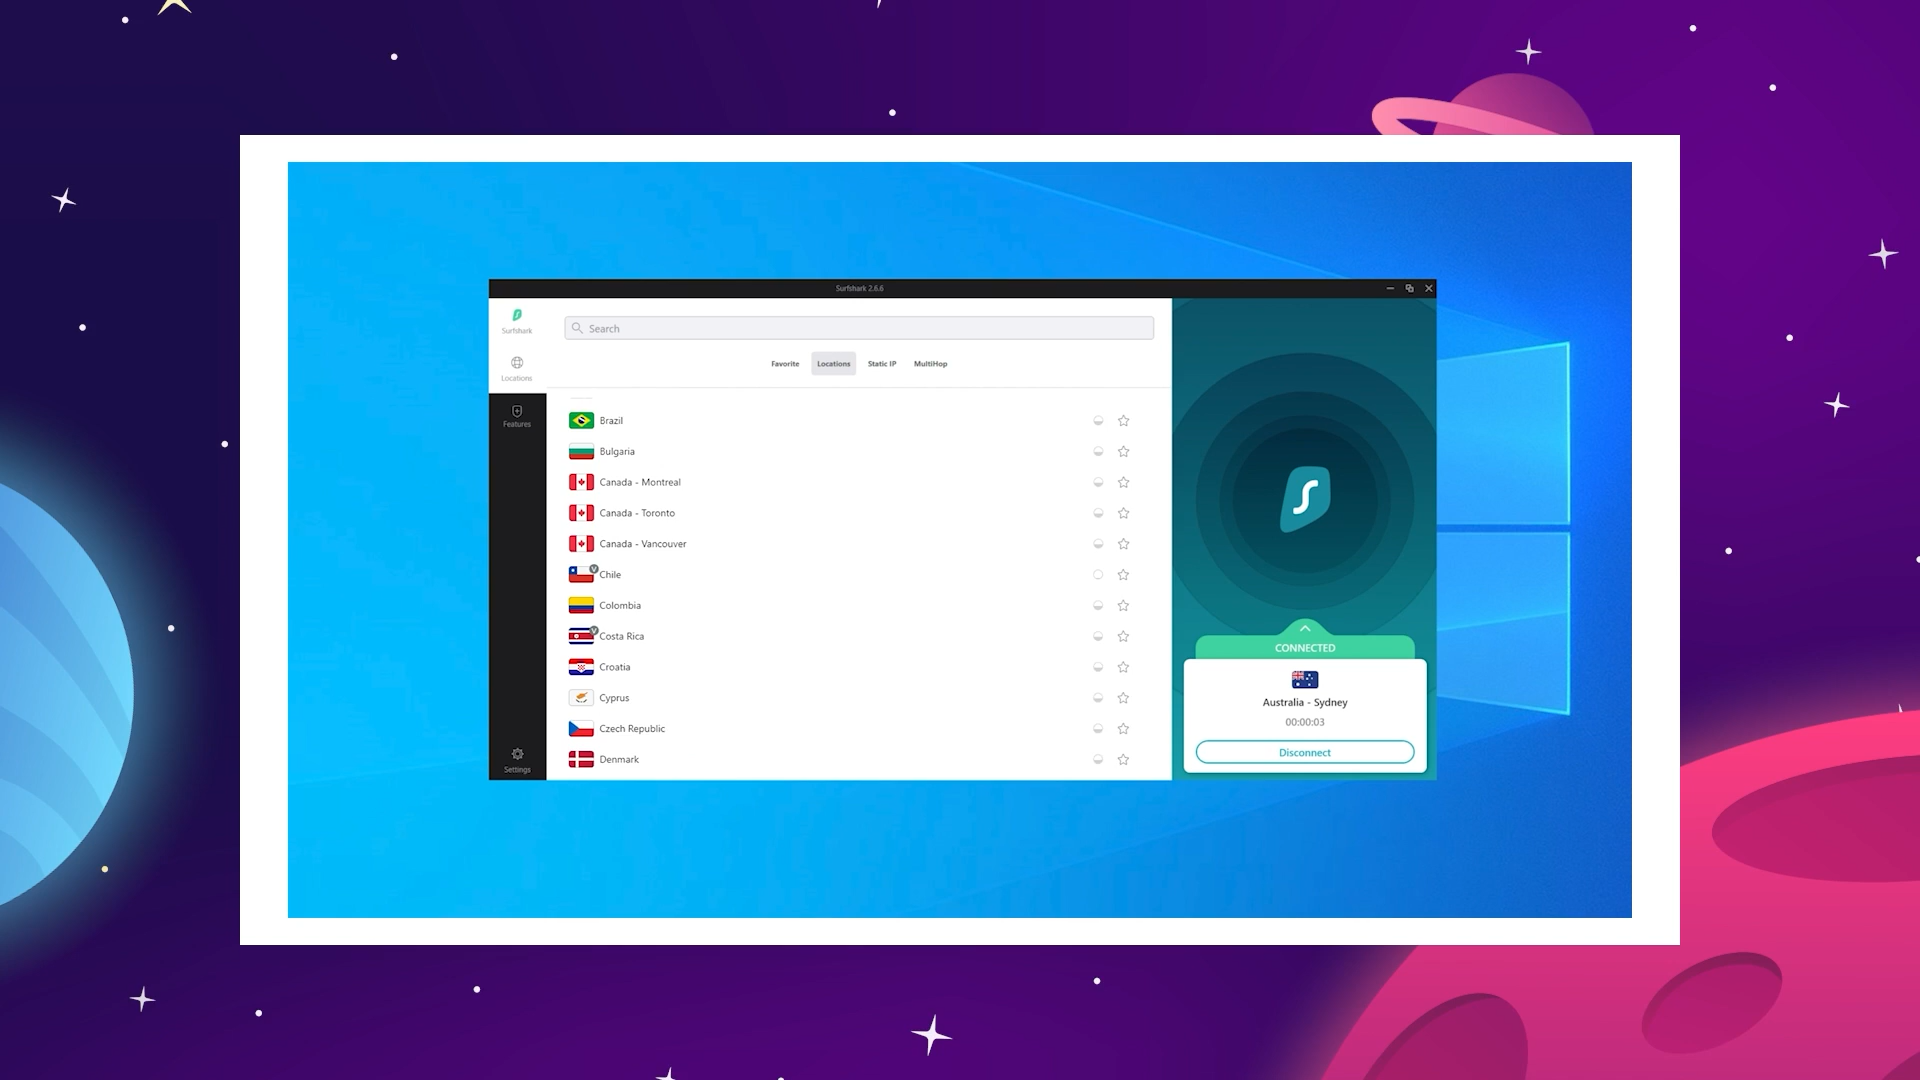 Surfshark 2.6.6
Surfshark
Search
Locations
Favorite Locations Static IP MultiHop
Features
Brazil
Bulgaria
Canada - Montreal
Canada - Toronto
Canada - Vancouver
V
Chile
Colombia
V
Costa Rica
Croatia
Cyprus
Czech Republic
Denmark
Settings
S
CONNECTED
Australia - Sydney
00:00:03
Disconnect